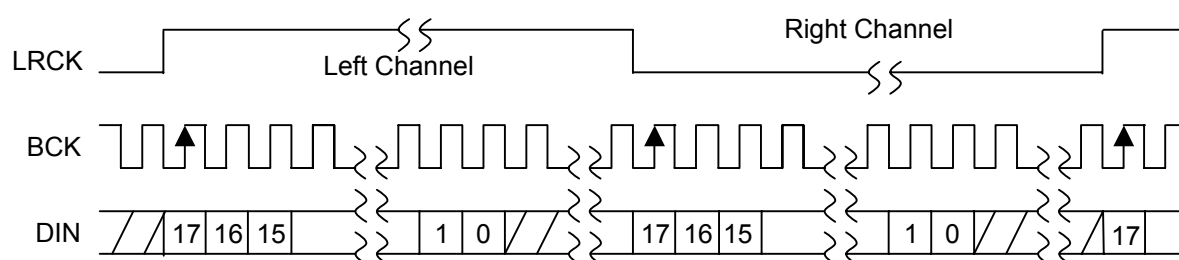 Right Channel
LRCK
Left Channel
BCK
DIN 17 16 15 1 0 17 16 15 1 0 17